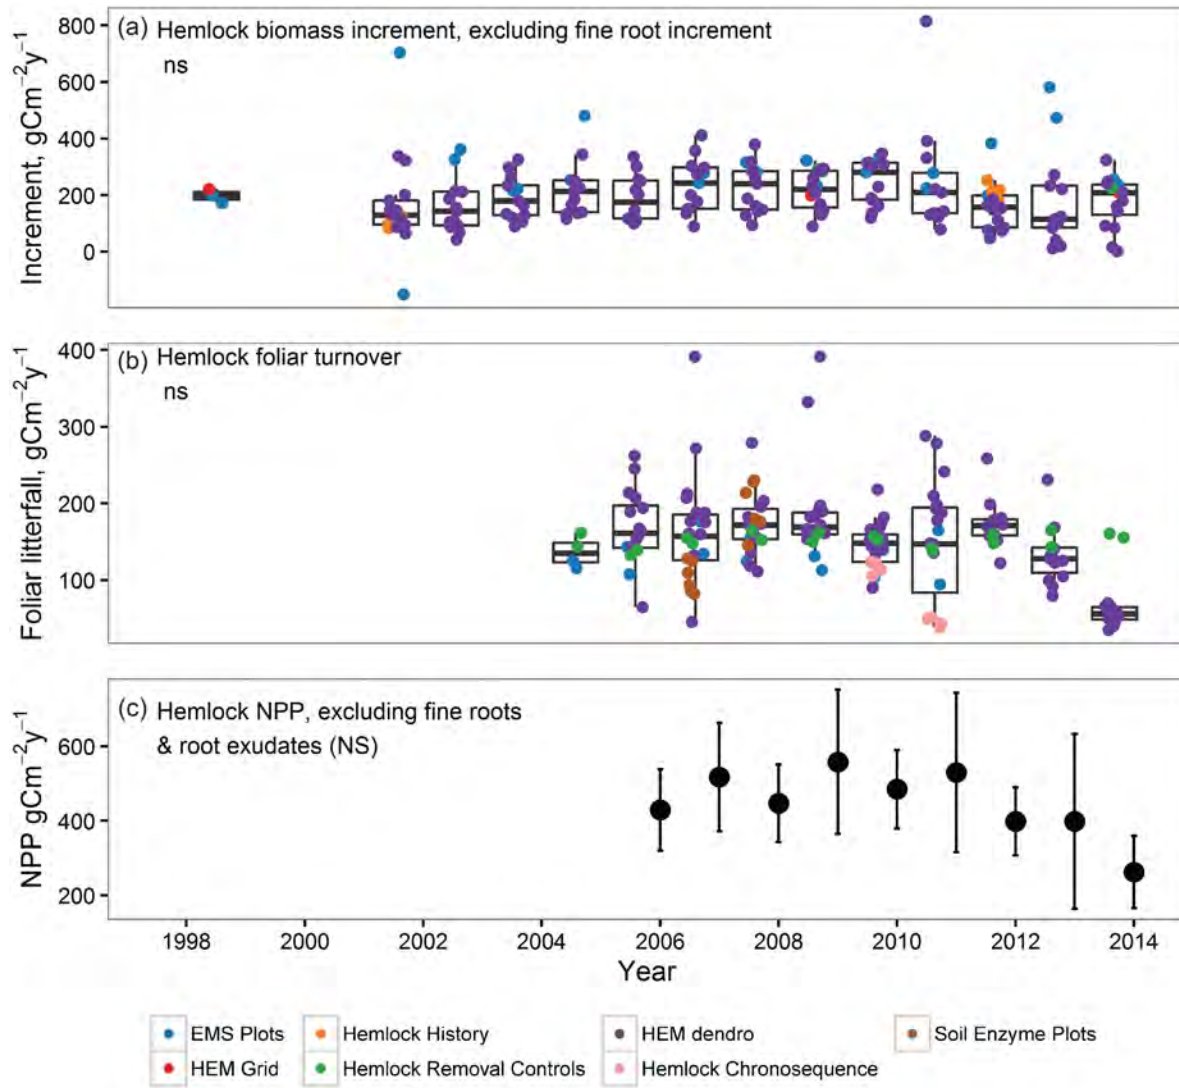 (a) Hemlock biomass increment, excluding fine root increment
ns
Increment, gCm⁻²y⁻¹
800
600
400
200
0
(b) Hemlock foliar turnover
ns
Foliar litterfall, gCm⁻²y⁻¹
400
300
200
100
(c) Hemlock NPP, excluding fine roots
& root exudates (NS)
NPP gCm⁻²y⁻¹
600
400
200
1998 2000 2002 2004 2006 2008 2010 2012 2014
Year
EMS Plots Hemlock History HEM dendro Soil Enzyme Plots
HEM Grid Hemlock Removal Controls Hemlock Chronosequence